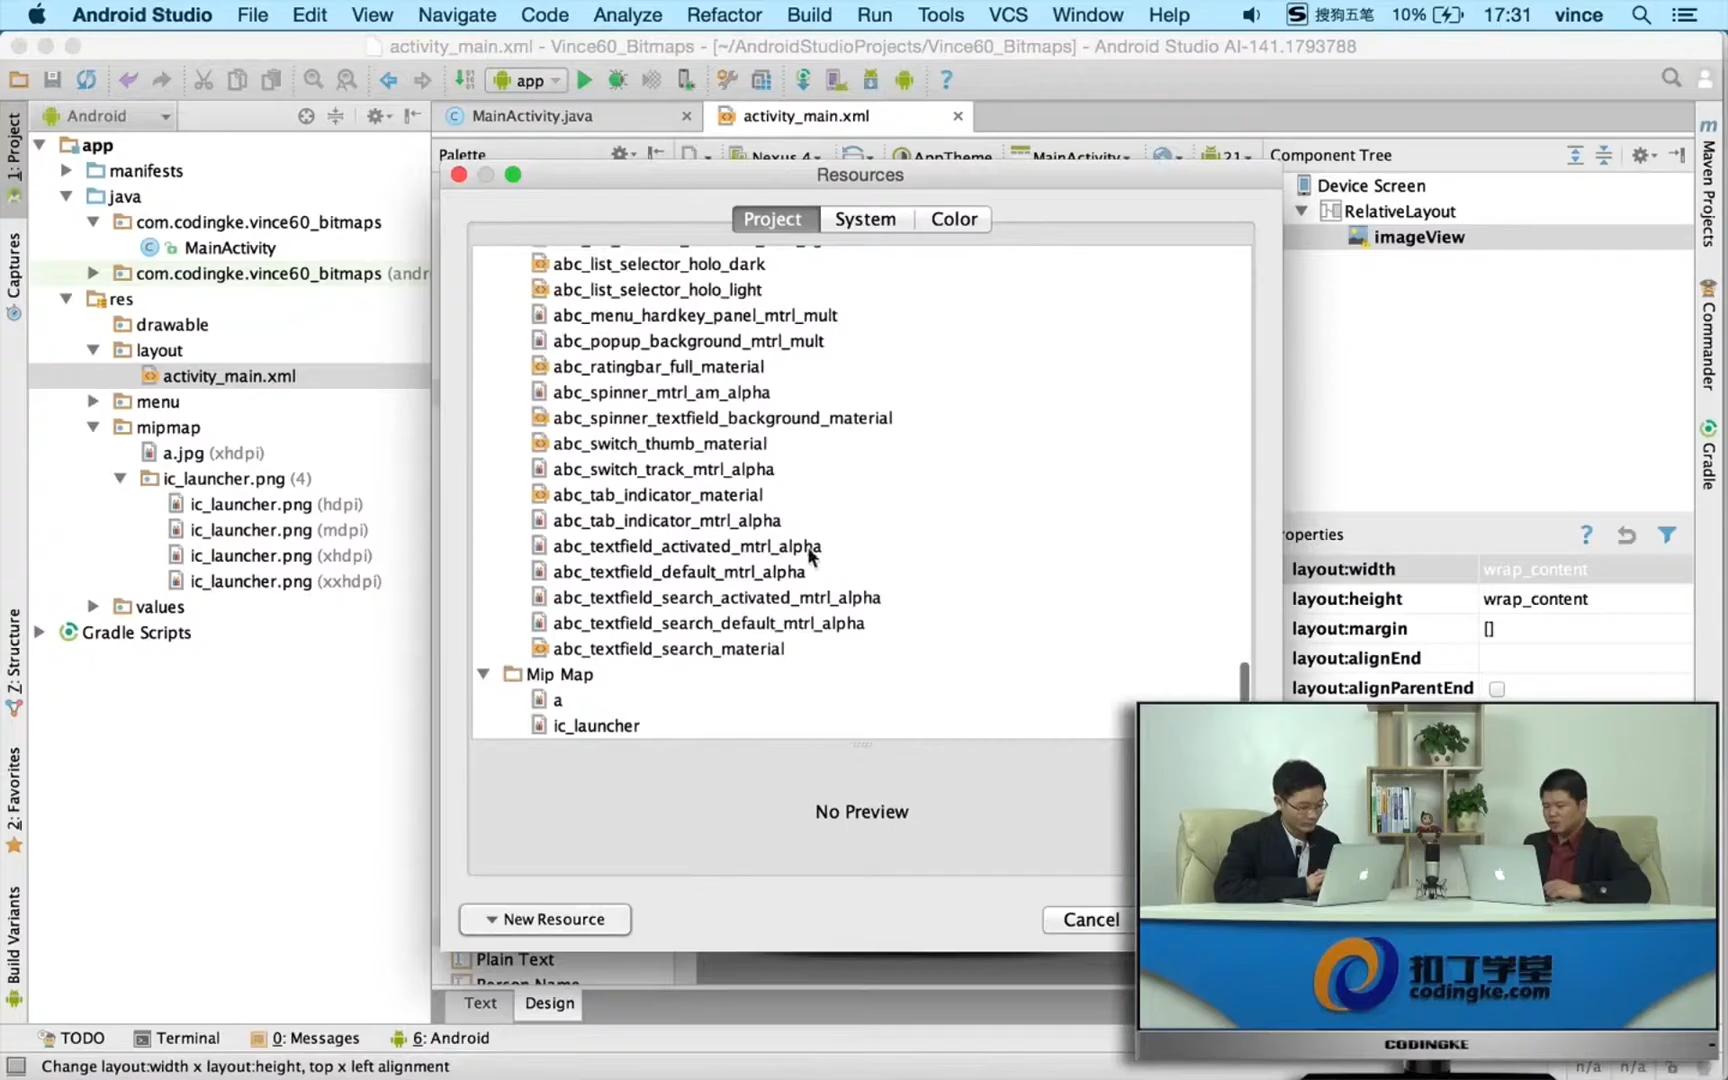 Android Studio File Edit View Navigate Code Analyze Refactor Build Run Tools VCS Window Help S 搜狗五笔 10% 17:31 vince
activity_main.xml - Vince60_Bitmaps - [~/AndroidStudioProjects/Vince60_Bitmaps] - Android Studio AI-141.1793788
app
Android
MainActivity.java
activity_main.xml
Palette
Nexus 4
AppTheme
MainActivity
21
Component Tree
1: Project
Captures
Z: Structure
2: Favorites
Build Variants
app
manifests
java
com.codingke.vince60_bitmaps
MainActivity
com.codingke.vince60_bitmaps (andr
res
drawable
layout
activity_main.xml
menu
mipmap
a.jpg (xhdpi)
ic_launcher.png (4)
ic_launcher.png (hdpi)
ic_launcher.png (mdpi)
ic_launcher.png (xhdpi)
ic_launcher.png (xxhdpi)
values
Gradle Scripts
Resources
Project System Color
abc_list_selector_holo_dark
abc_list_selector_holo_light
abc_menu_hardkey_panel_mtrl_mult
abc_popup_background_mtrl_mult
abc_ratingbar_full_material
abc_spinner_mtrl_am_alpha
abc_spinner_textfield_background_material
abc_switch_thumb_material
abc_switch_track_mtrl_alpha
abc_tab_indicator_material
abc_tab_indicator_mtrl_alpha
abc_textfield_activated_mtrl_alpha
abc_textfield_default_mtrl_alpha
abc_textfield_search_activated_mtrl_alpha
abc_textfield_search_default_mtrl_alpha
abc_textfield_search_material
Mip Map
a
ic_launcher
No Preview
New Resource
Cancel
Plain Text
Text Design
Device Screen
RelativeLayout
imageView
operties
layout:width wrap_content
layout:height wrap_content
layout:margin []
layout:alignEnd
layout:alignParentEnd
m
Maven Projects
Commander
Gradle
扣丁学堂
codingke.com
CODINGKE
TODO Terminal 0: Messages 6: Android
Change layout:width x layout:height, top x left alignment
n/a n/a